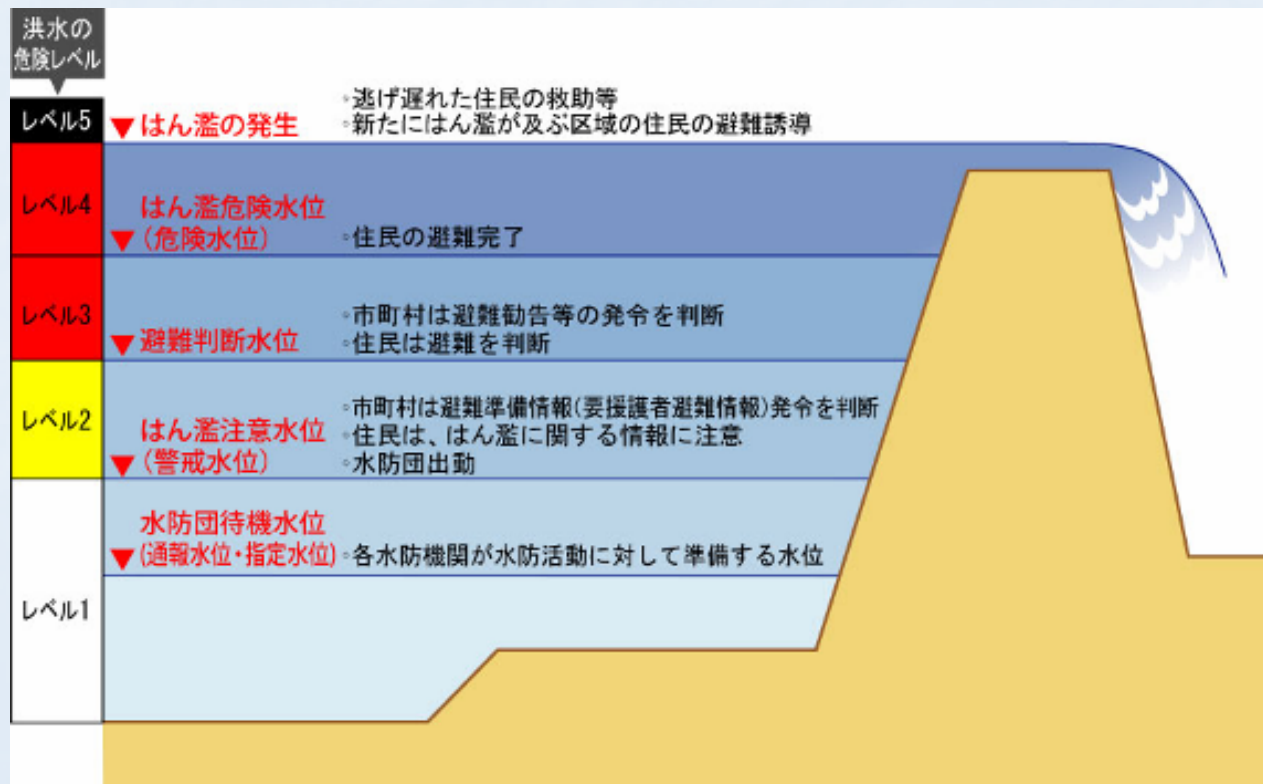 洪水の
危険レベル
レベル5
▼はん濫の発生
◦逃げ遅れた住民の救助等
◦新たにはん濫が及ぶ区域の住民の避難誘導
レベル4
はん濫危険水位
▼(危険水位)
◦住民の避難完了
レベル3
▼避難判断水位
◦市町村は避難勧告等の発令を判断
◦住民は避難を判断
レベル2
はん濫注意水位
▼(警戒水位)
◦市町村は避難準備情報(要援護者避難情報)発令を判断
◦住民は、はん濫に関する情報に注意
◦水防団出動
レベル1
水防団待機水位
▼(通報水位・指定水位)
◦各水防機関が水防活動に対して準備する水位